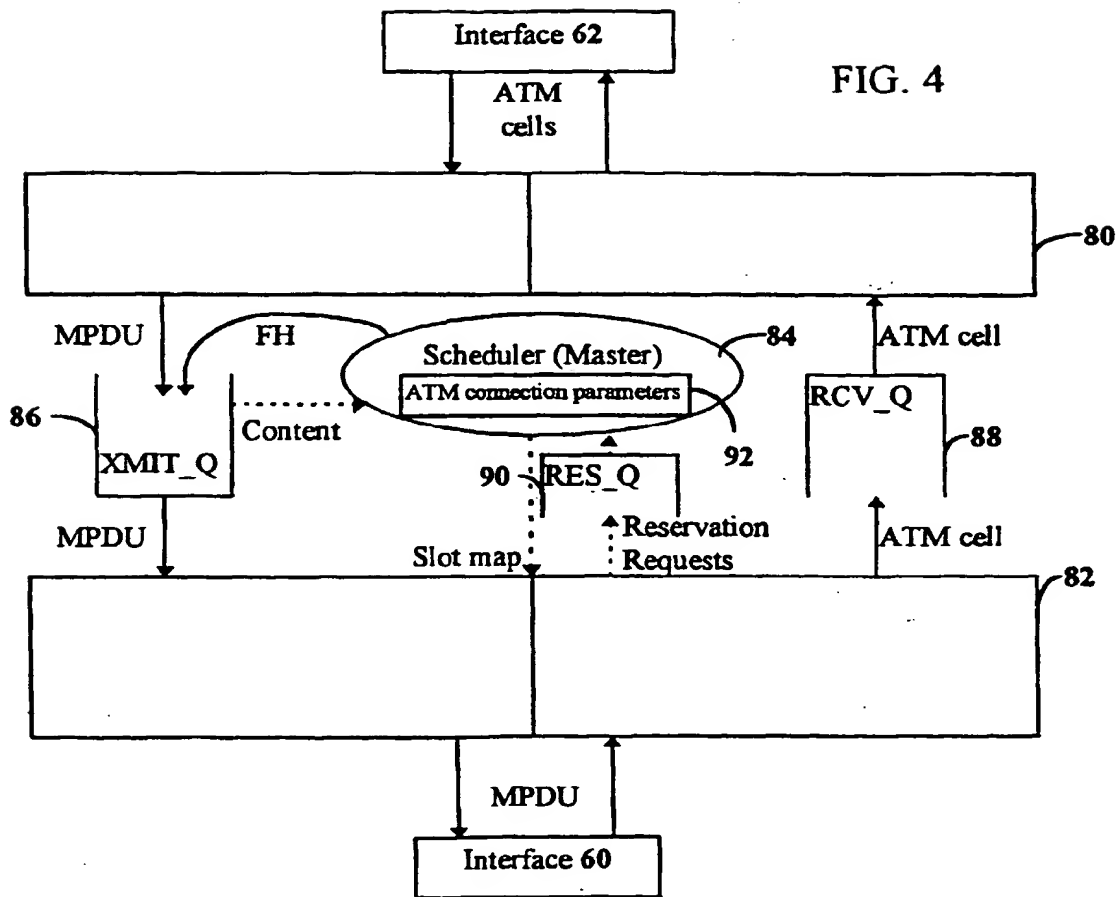 Interface 62
FIG. 4
ATM
cells
80
MPDU
FH
Scheduler (Master)
84
ATM cell
ATM connection parameters
RCV_Q
86
Content
92
88
XMIT_Q
90
RES_Q
MPDU
Slot map
Reservation
Requests
ATM cell
82
MPDU
Interface 60